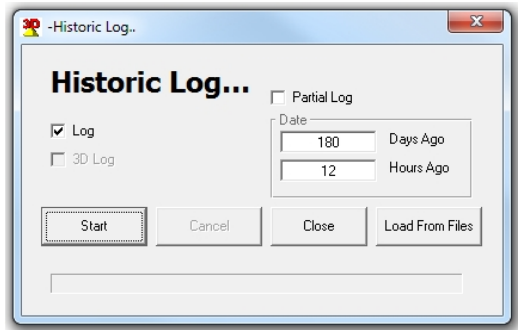 3D -Historic Log..
Historic Log...
Partial Log
Log
3D Log
Date
180 Days Ago
12 Hours Ago
Start Cancel Close Load From Files